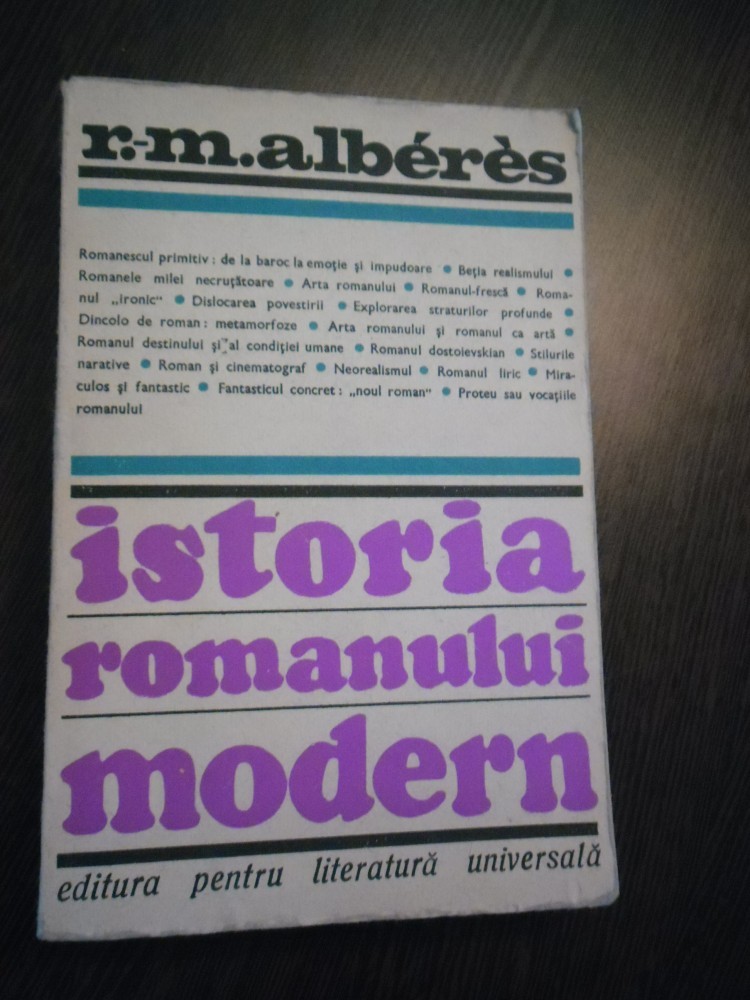 r.-m.albérès
Romanescul primitiv : de la baroc la emoție și impudoare • Beția realismului •
Romanele milei necruțătoare • Arta romanului • Romanul-frescă • Roma-
nul „ironic“ • Dislocarea povestirii • Explorarea straturilor profunde •
Dincolo de roman : metamorfoze • Arta romanului și romanul ca artă •
Romanul destinului și al condiției umane • Romanul dostoievskian • Stilurile
narative • Roman și cinematograf • Neorealismul • Romanul liric • Mira-
culos și fantastic • Fantasticul concret : „noul roman“ • Proteu sau vocațiile
romanului
istoria
romanului
modern
editura pentru literatură universală